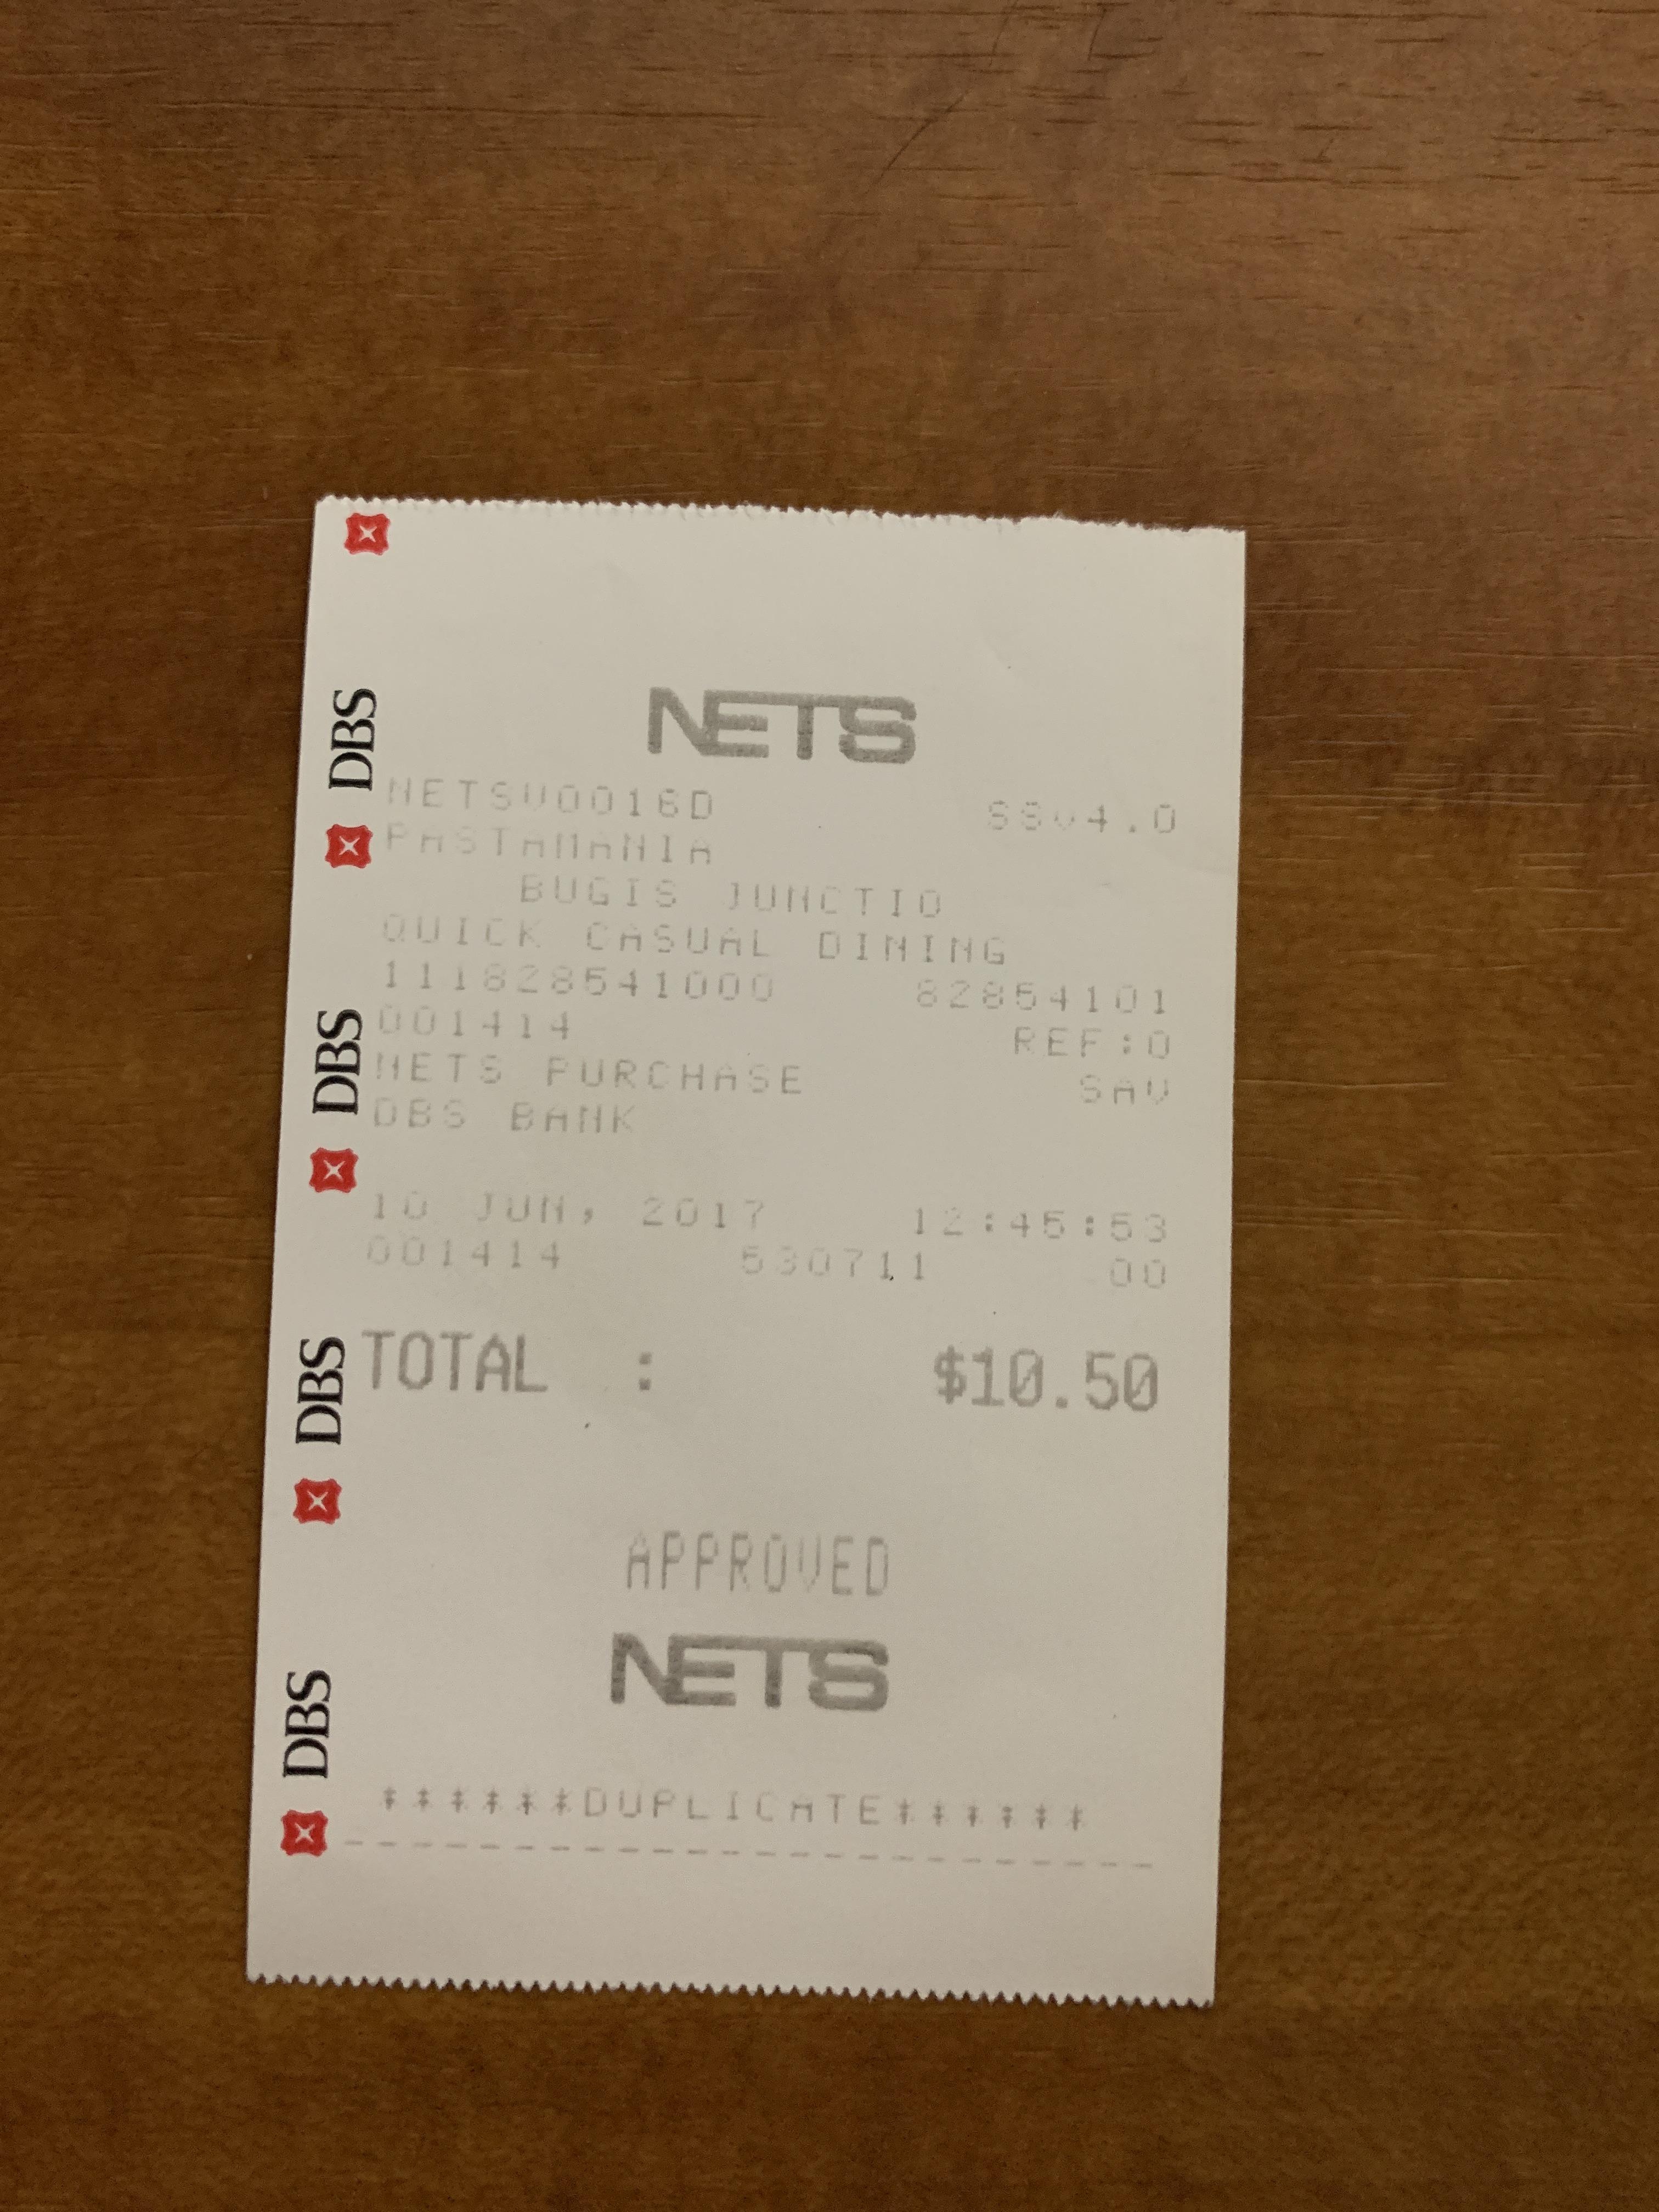 NETS
NETSV0016D SSv4.0
PASTAMANIA
BUGIS JUNCTIO
QUICK CASUAL DINING
111828541000 82854101
001414 REF:0
NETS PURCHASE SAV
DBS BANK
10 JUN, 2017 12:45:53
001414 530711 00
TOTAL : $10.50
APPROVED
NETS
******DUPLICATE******
------------------------
DBS
DBS
DBS
DBS